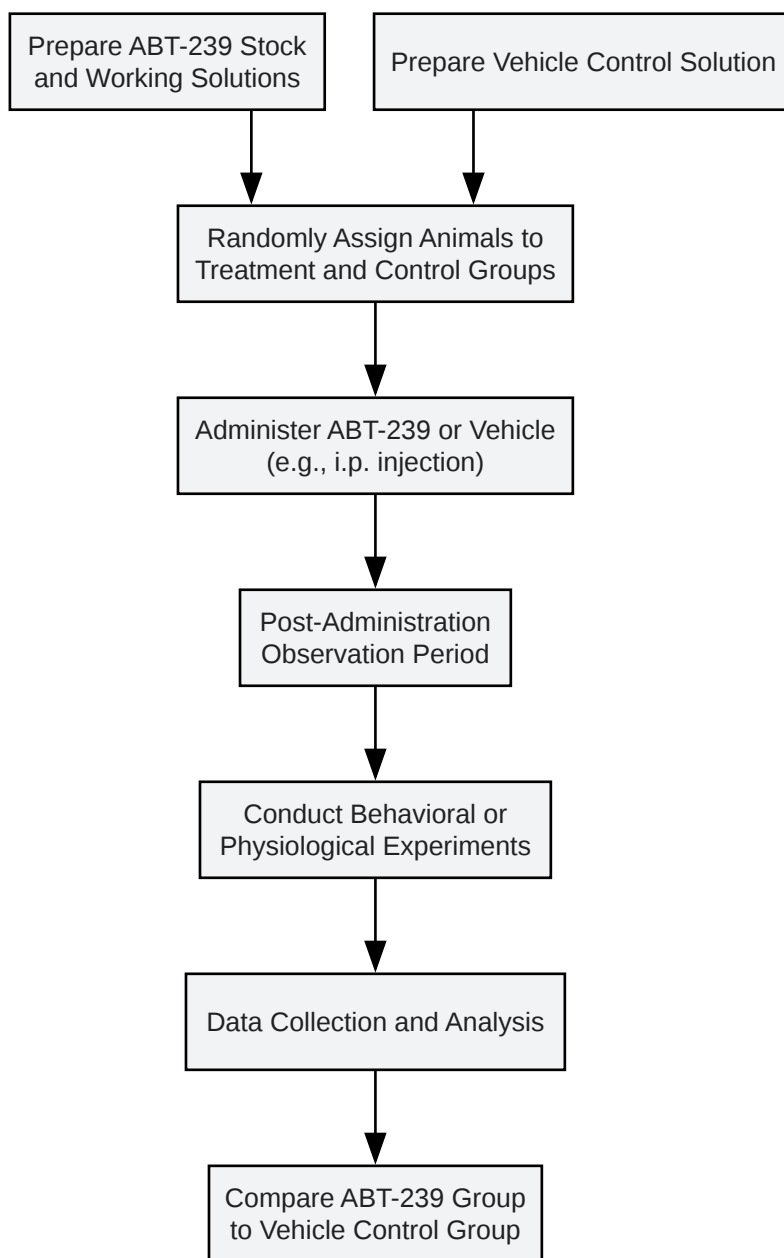 Prepare ABT-239 Stock
and Working Solutions
Prepare Vehicle Control Solution
Randomly Assign Animals to
Treatment and Control Groups
Administer ABT-239 or Vehicle
(e.g., i.p. injection)
Post-Administration
Observation Period
Conduct Behavioral or
Physiological Experiments
Data Collection and Analysis
Compare ABT-239 Group
to Vehicle Control Group